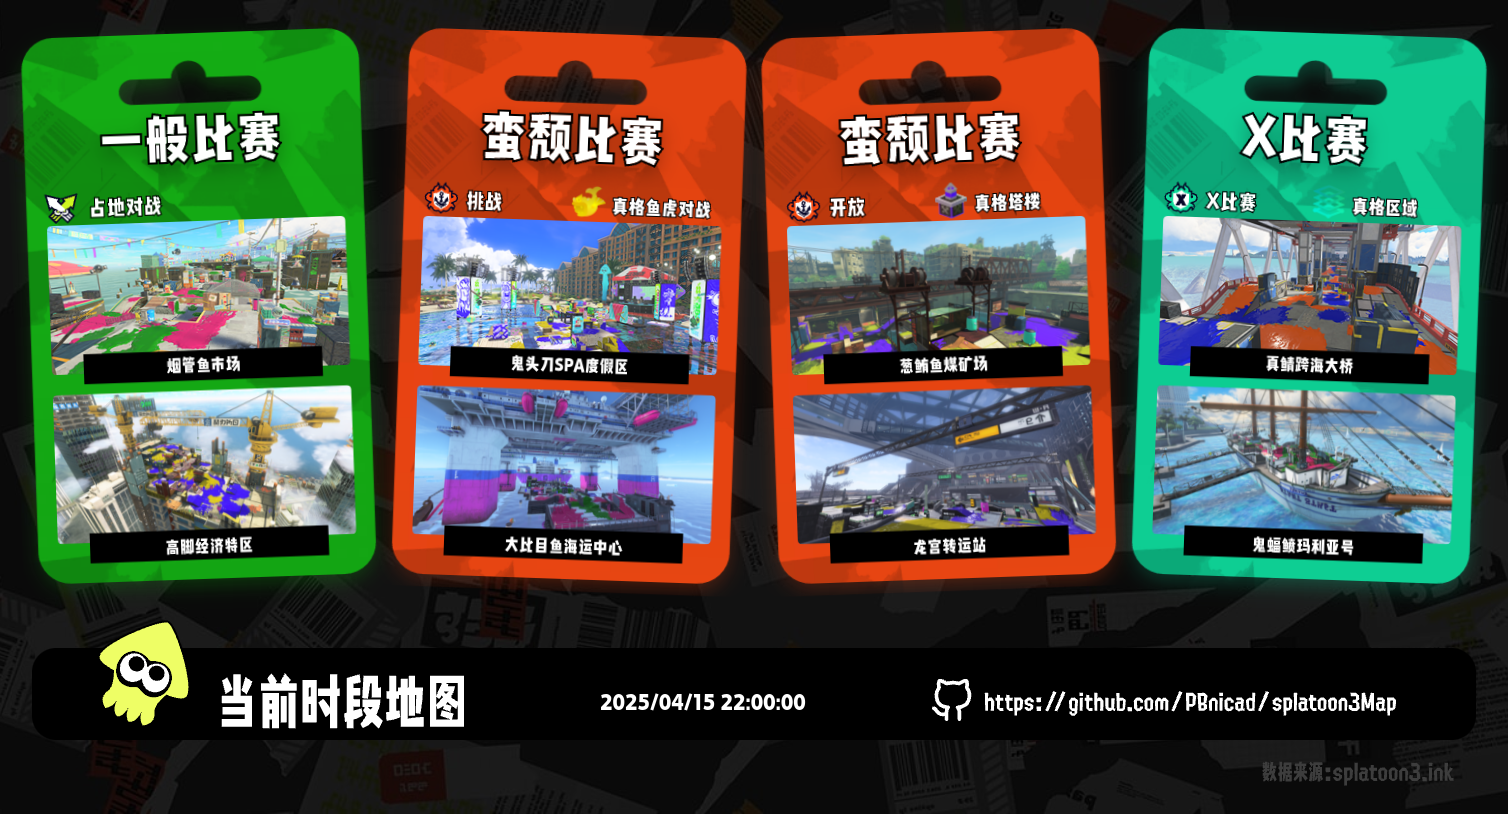 一般比赛
占地对战
烟管鱼市场
高脚经济特区
蛮颓比赛
挑战
真格鱼虎对战
鬼头刀SPA度假区
大比目鱼海运中心
蛮颓比赛
开放
真格塔楼
葱鲔鱼煤矿场
龙宫转运站
X比赛
X比赛
真格区域
真鲷跨海大桥
鬼蝠鲼玛利亚号
当前时段地图
2025/04/15 22:00:00
https://github.com/PBnicad/splatoon3Map
数据来源:splatoon3.ink